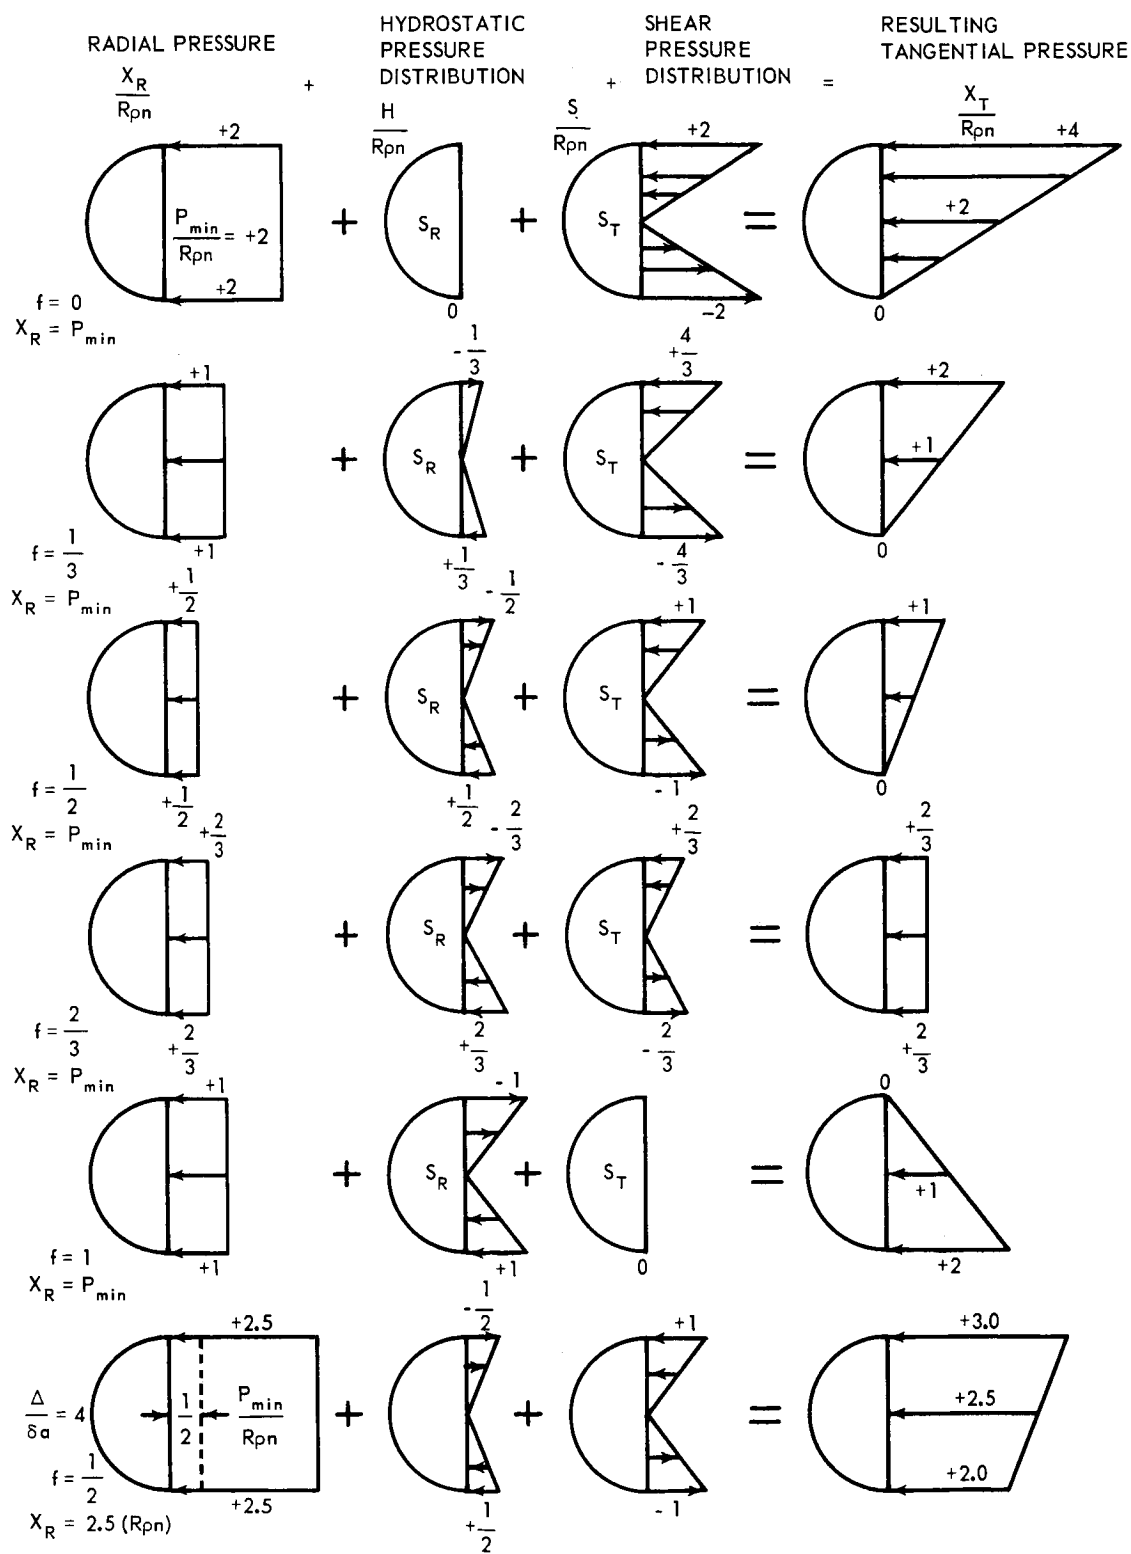 RADIAL PRESSURE
X_R / Rρn
+
HYDROSTATIC
PRESSURE
DISTRIBUTION
H / Rρn
+
SHEAR
PRESSURE
DISTRIBUTION
S / Rρn
=
RESULTING
TANGENTIAL PRESSURE
X_T / Rρn
+2
P_min / Rρn = +2
+2
f = 0
X_R = P_min
+
S_R
0
+
S_T
+2
-2
=
+4
+2
0
+1
+1
f = 1/3
X_R = P_min
+
-1/3
S_R
+1/3
+
+4/3
S_T
-4/3
=
+2
+1
0
+1/2
+1/2
f = 1/2
X_R = P_min
+
-1/2
S_R
+1/2
+
+1
S_T
-1
=
+1
0
+2/3
+2/3
f = 2/3
X_R = P_min
+
-2/3
S_R
+2/3
+
+2/3
S_T
-2/3
=
+2/3
+2/3
+1
+1
f = 1
X_R = P_min
+
-1
S_R
+1
+
S_T
0
=
0
+1
+2
+2.5
Δ / δa = 4
1/2
P_min / Rρn
+2.5
f = 1/2
X_R = 2.5 (Rρn)
+
-1/2
+1/2
+
+1
-1
=
+3.0
+2.5
+2.0